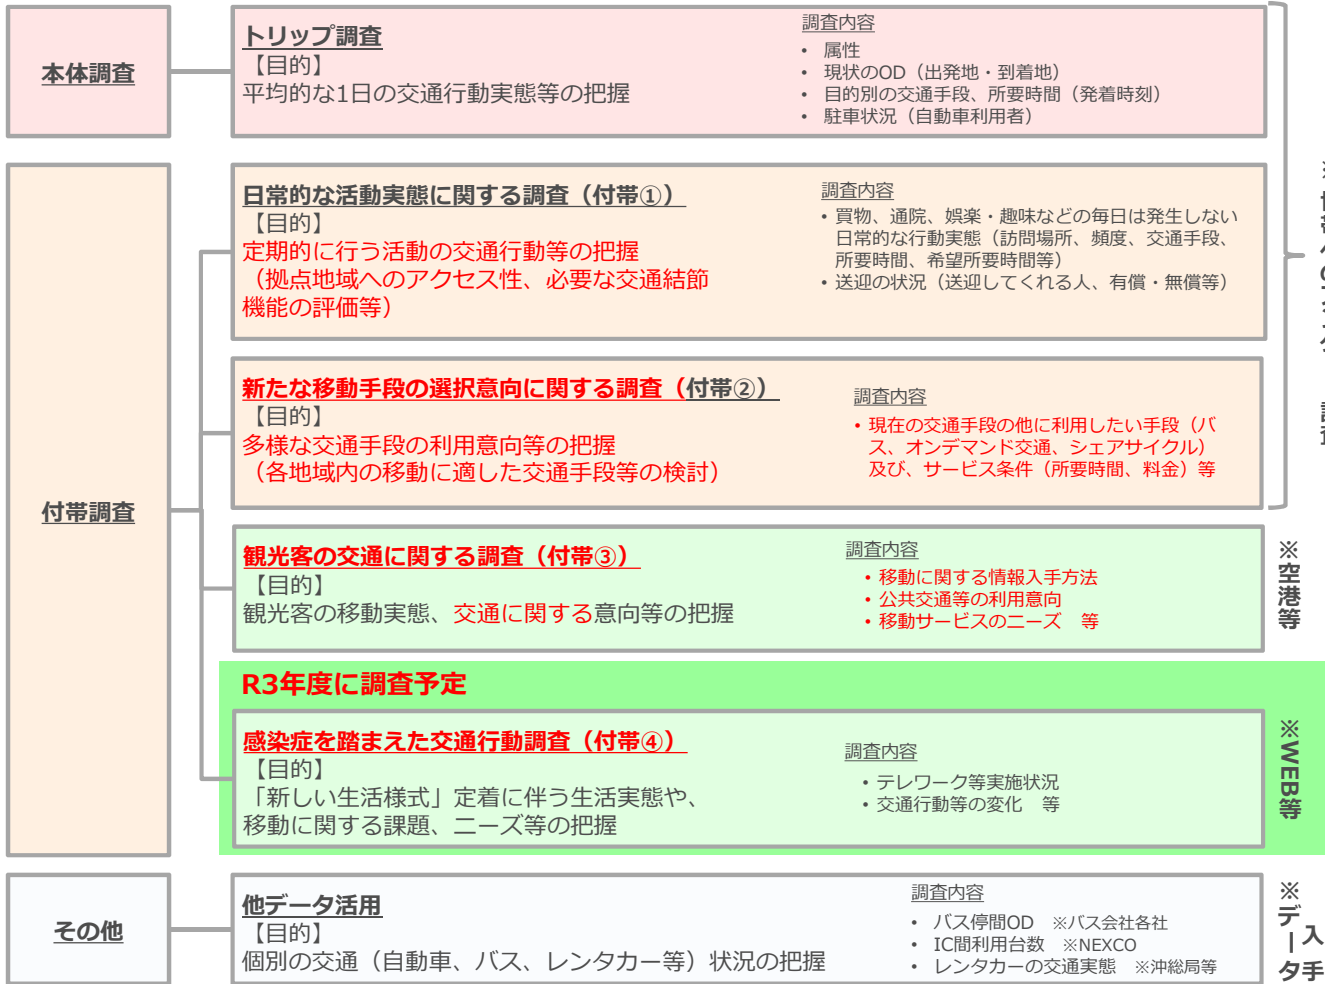 本体調査
トリップ調査
【目的】
平均的な1日の交通行動実態等の把握
調査内容
• 属性
• 現状のOD（出発地・到着地）
• 目的別の交通手段、所要時間（発着時刻）
• 駐車状況（自動車利用者）
付帯調査
日常的な活動実態に関する調査（付帯①）
【目的】
定期的に行う活動の交通行動等の把握
（拠点地域へのアクセス性、必要な交通結節
機能の評価等）
調査内容
• 買物、通院、娯楽・趣味などの毎日は発生しない
日常的な行動実態（訪問場所、頻度、交通手段、
所要時間、希望所要時間等）
• 送迎の状況（送迎してくれる人、有償・無償等）
新たな移動手段の選択意向に関する調査（付帯②）
【目的】
多様な交通手段の利用意向等の把握
（各地域内の移動に適した交通手段等の検討）
調査内容
• 現在の交通手段の他に利用したい手段（バ
ス、オンデマンド交通、シェアサイクル）
及び、サービス条件（所要時間、料金）等
観光客の交通に関する調査（付帯③）
【目的】
観光客の移動実態、交通に関する意向等の把握
調査内容
• 移動に関する情報入手方法
• 公共交通等の利用意向
• 移動サービスのニーズ　等
※空港等
R3年度に調査予定
感染症を踏まえた交通行動調査（付帯④）
【目的】
「新しい生活様式」定着に伴う生活実態や、
移動に関する課題、ニーズ等の把握
調査内容
• テレワーク等実施状況
• 交通行動等の変化　等
※WEB等
その他
他データ活用
【目的】
個別の交通（自動車、バス、レンタカー等）状況の把握
調査内容
• バス停間OD　※バス会社各社
• IC間利用台数　※NEXCO
• レンタカーの交通実態　※沖総局等
※データ
入手